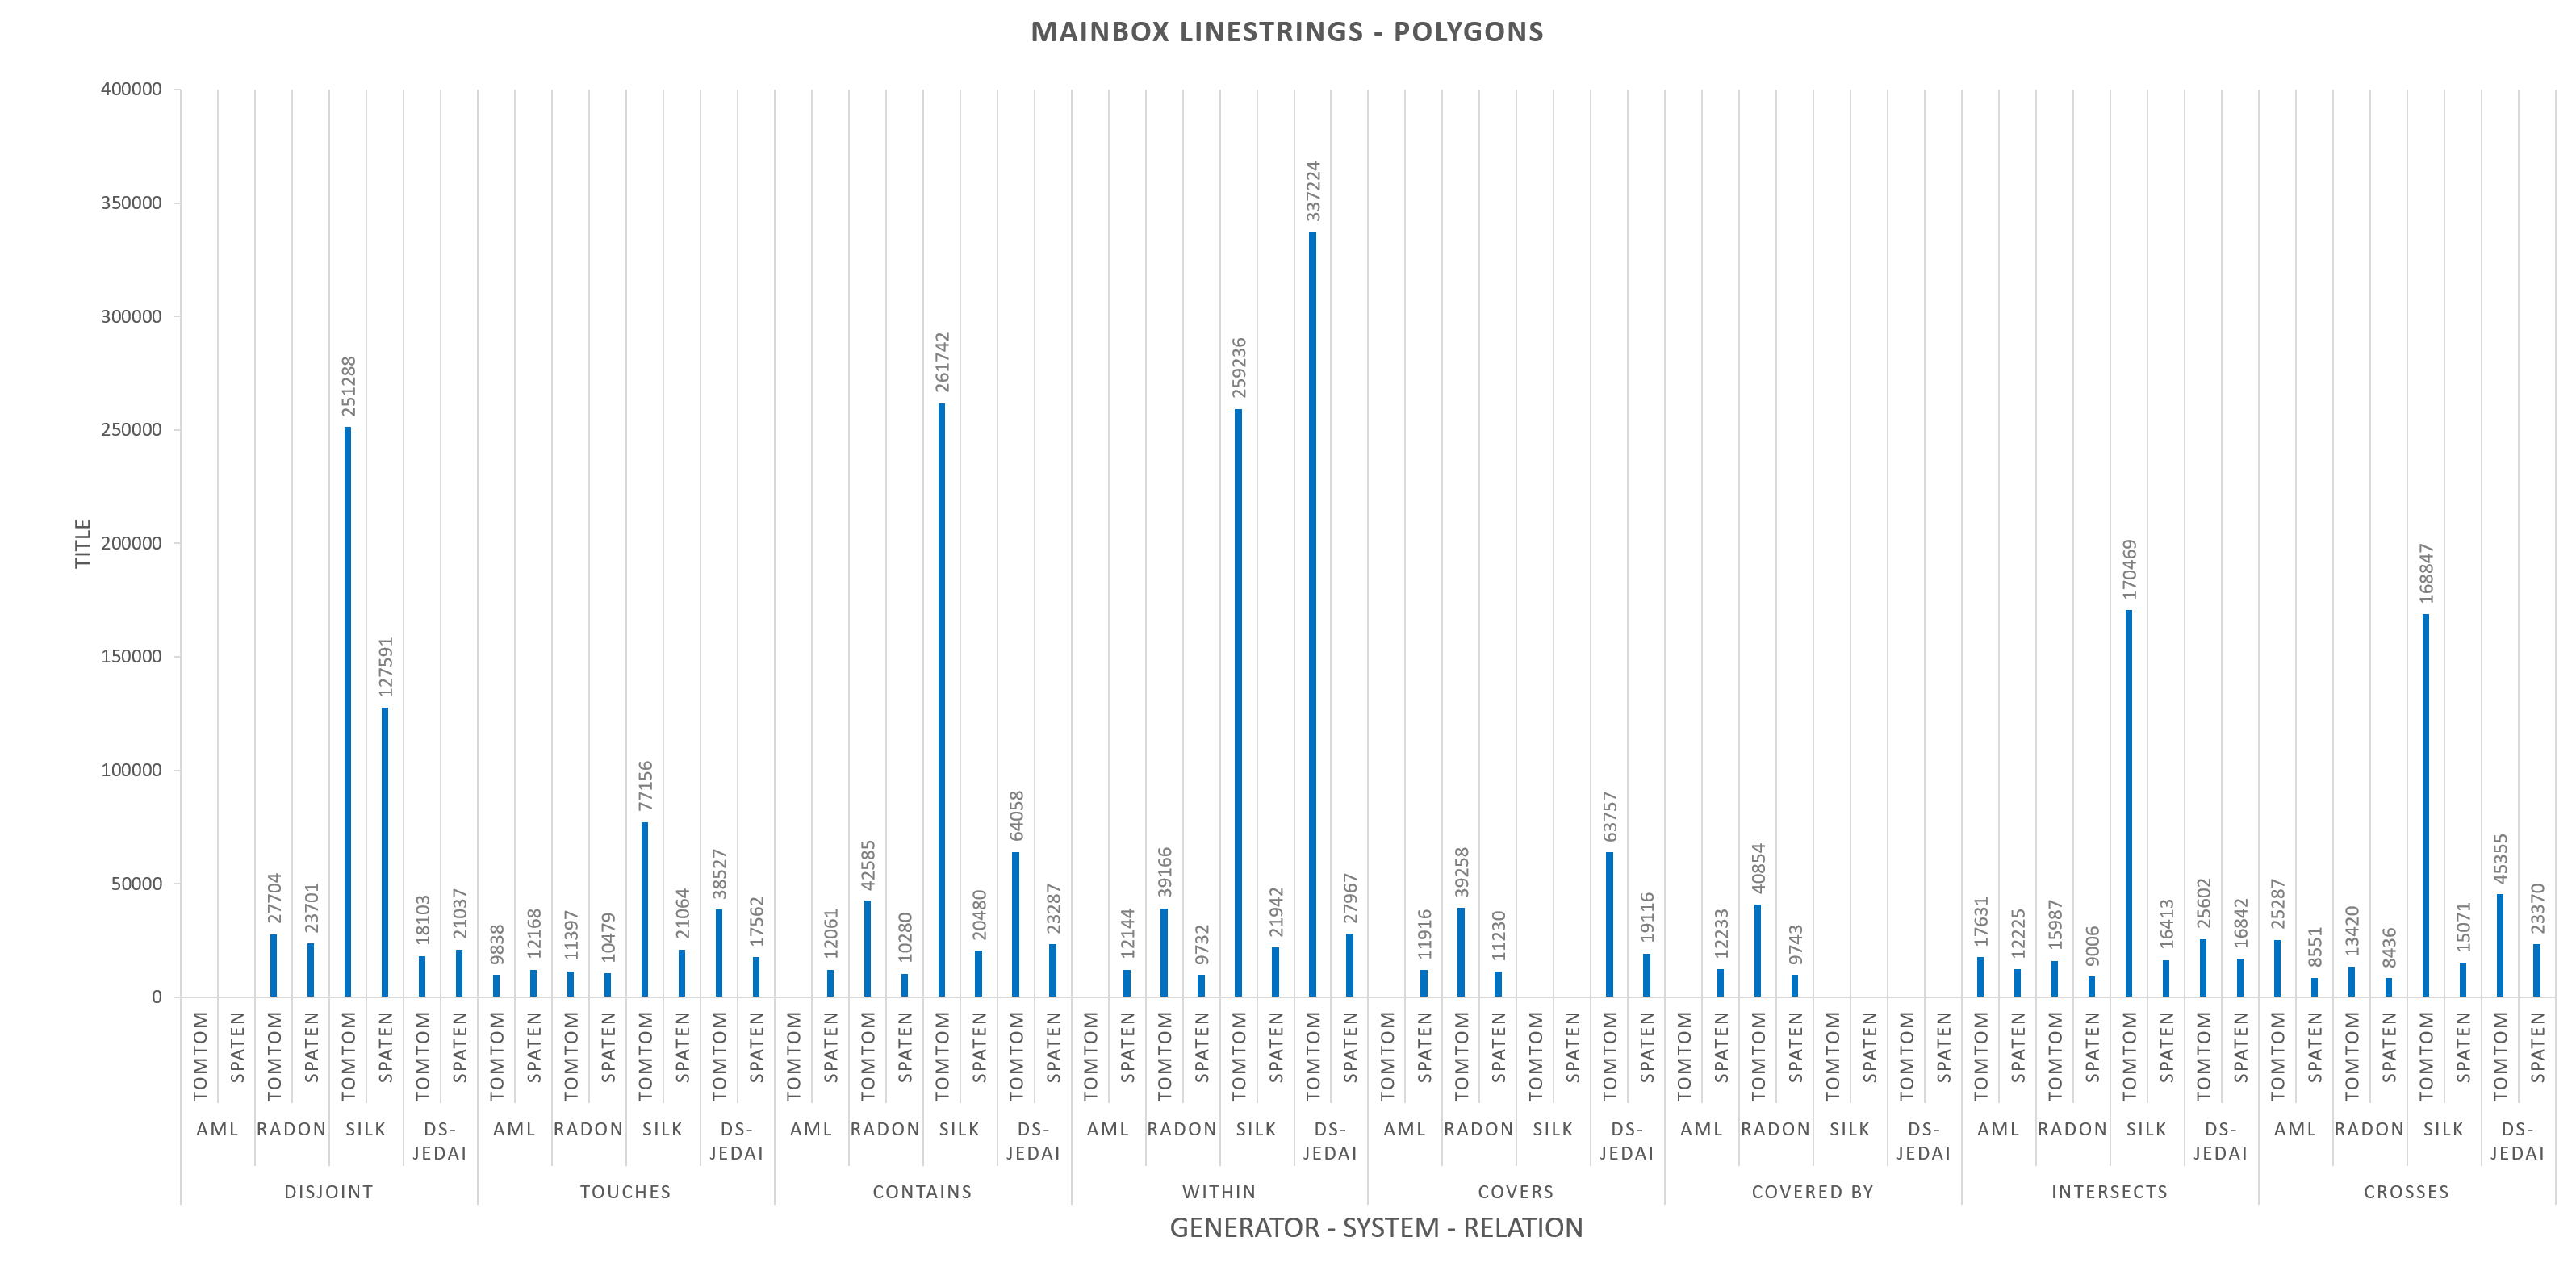 MAINBOX LINESTRINGS - POLYGONS
400000
350000
300000
250000
200000
150000
100000
50000
0
TITLE
27704 23701 251288 127591 18103 21037 9838 12168 11397 10479 77156 21064 38527 17562 12061 42585 10280 261742 20480 64058 23287 12144 39166 9732 259236 21942 337224 27967 11916 39258 11230 63757 19116 12233 40854 9743 17631 12225 15987 9006 170469 16413 25602 16842 25287 8551 13420 8436 168847 15071 45355 23370
TOMTOM SPATEN TOMTOM SPATEN TOMTOM SPATEN TOMTOM SPATEN TOMTOM SPATEN TOMTOM SPATEN TOMTOM SPATEN TOMTOM SPATEN TOMTOM SPATEN TOMTOM SPATEN TOMTOM SPATEN TOMTOM SPATEN TOMTOM SPATEN TOMTOM SPATEN TOMTOM SPATEN TOMTOM SPATEN TOMTOM SPATEN TOMTOM SPATEN TOMTOM SPATEN TOMTOM SPATEN TOMTOM SPATEN TOMTOM SPATEN TOMTOM SPATEN TOMTOM SPATEN TOMTOM SPATEN TOMTOM SPATEN TOMTOM SPATEN TOMTOM SPATEN TOMTOM SPATEN TOMTOM SPATEN TOMTOM SPATEN TOMTOM SPATEN
AML RADON SILK DS- AML RADON SILK DS- AML RADON SILK DS- AML RADON SILK DS- AML RADON SILK DS- AML RADON SILK DS- AML RADON SILK DS- AML RADON SILK DS-
JEDAI JEDAI JEDAI JEDAI JEDAI JEDAI JEDAI JEDAI
DISJOINT TOUCHES CONTAINS WITHIN COVERS COVERED BY INTERSECTS CROSSES
GENERATOR - SYSTEM - RELATION